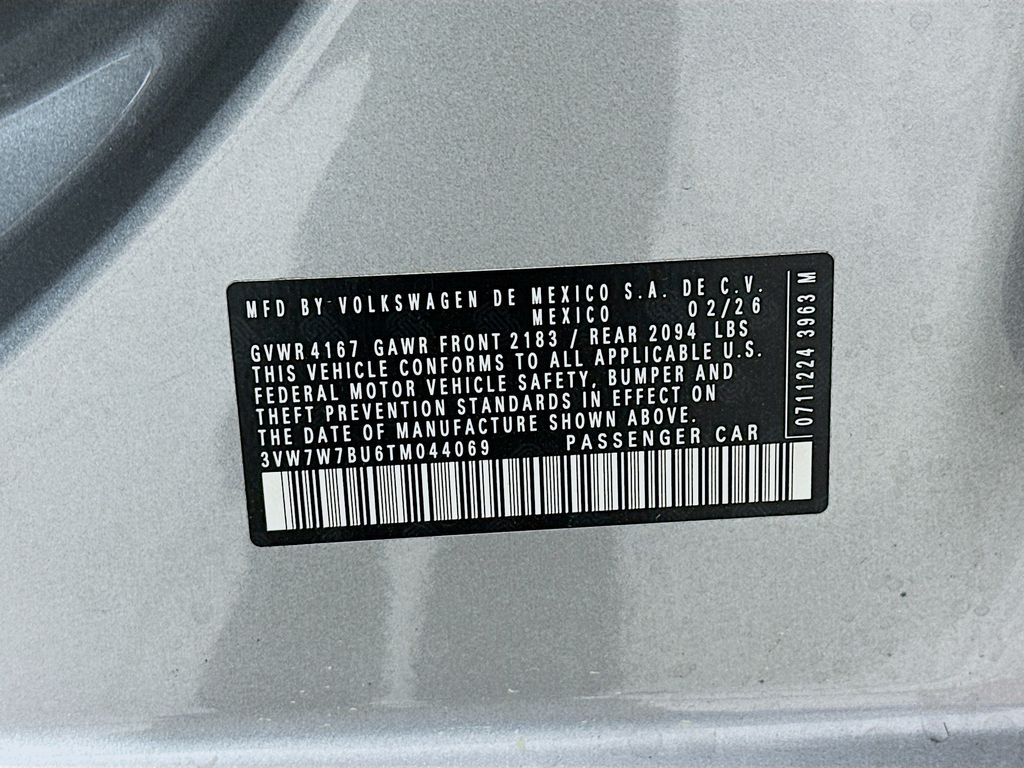 MFD BY VOLKSWAGEN DE MEXICO S.A. DE C.V.
MEXICO 02/26
GVWR 4167 GAWR FRONT 2183 / REAR 2094 LBS
THIS VEHICLE CONFORMS TO ALL APPLICABLE U.S.
FEDERAL MOTOR VEHICLE SAFETY, BUMPER AND
THEFT PREVENTION STANDARDS IN EFFECT ON
THE DATE OF MANUFACTURE SHOWN ABOVE.
3VW7W7BU6TM044069 PASSENGER CAR
0711224 3963 M